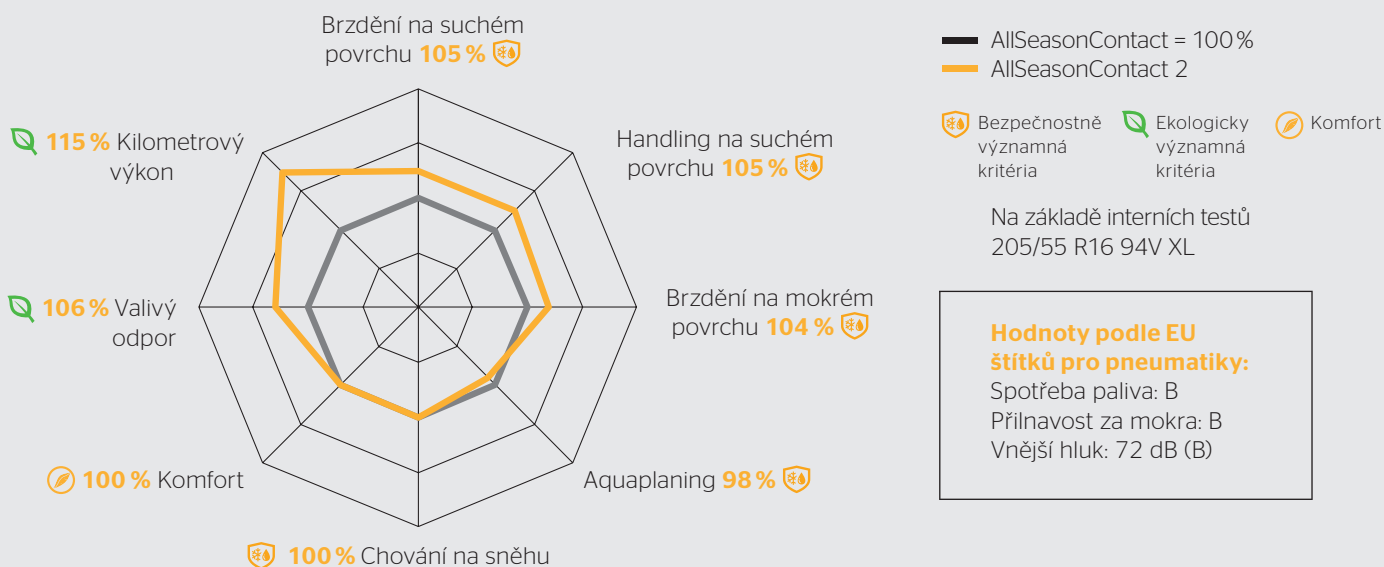 Brzdění na suchém
povrchu 105 %
Handling na suchém
povrchu 105 %
Brzdění na mokrém
povrchu 104 %
Aquaplaning 98 %
100 % Chování na sněhu
100 % Komfort
106 % Valivý
odpor
115 % Kilometrový
výkon
AllSeasonContact = 100 %
AllSeasonContact 2
Bezpečnostně
významná
kritéria
Ekologicky
významná
kritéria
Komfort
Na základě interních testů
205/55 R16 94V XL
Hodnoty podle EU
štítků pro pneumatiky:
Spotřeba paliva: B
Přilnavost za mokra: B
Vnější hluk: 72 dB (B)